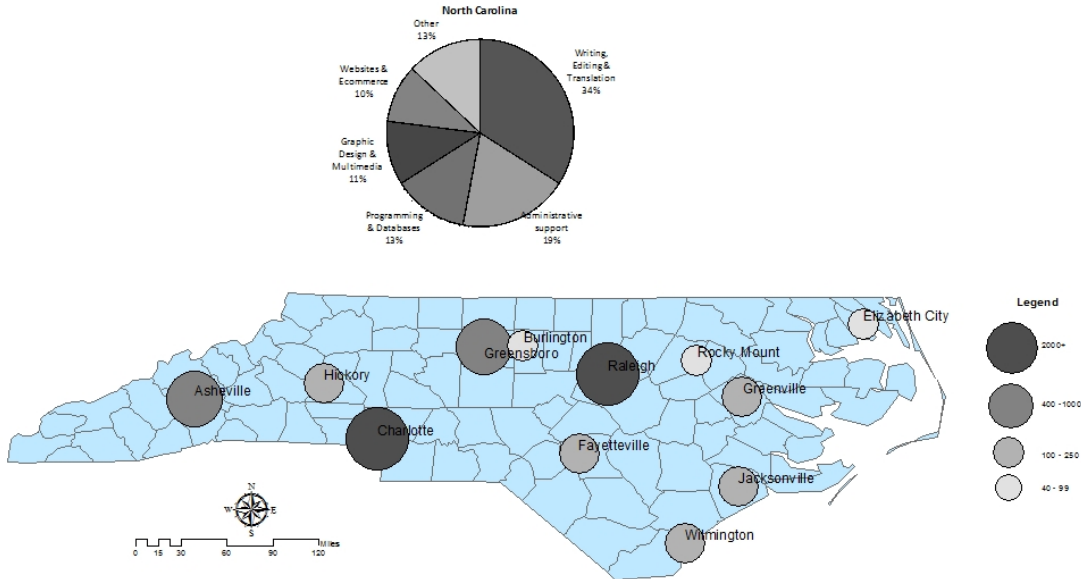 North Carolina
Other
13%
Writing,
Editing &
Translation
34%
Websites &
Ecommerce
10%
Graphic
Design &
Multimedia
11%
Programming
& Databases
13%
Administrative
support
19%
Legend
2000+
400 -1000
100 - 250
40 - 99
Elizabeth City
Burlington
Greensboro
Rocky Mount
Raleigh
Hickory
Asheville
Greenville
Charlotte
Fayetteville
Jacksonville
Wilmington
N
W
E
S
Miles
0 15 30 60 90 120